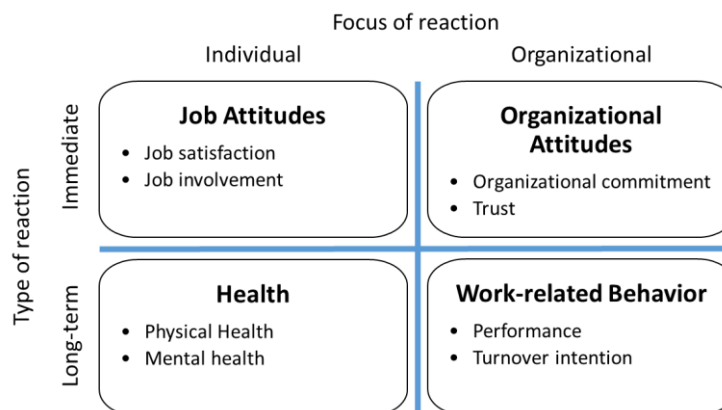 Focus of reaction
Individual
Organizational
Type of reaction
Immediate
Job Attitudes
• Job satisfaction
• Job involvement
Organizational
Attitudes
• Organizational commitment
• Trust
Long-term
Health
• Physical Health
• Mental health
Work-related Behavior
• Performance
• Turnover intention